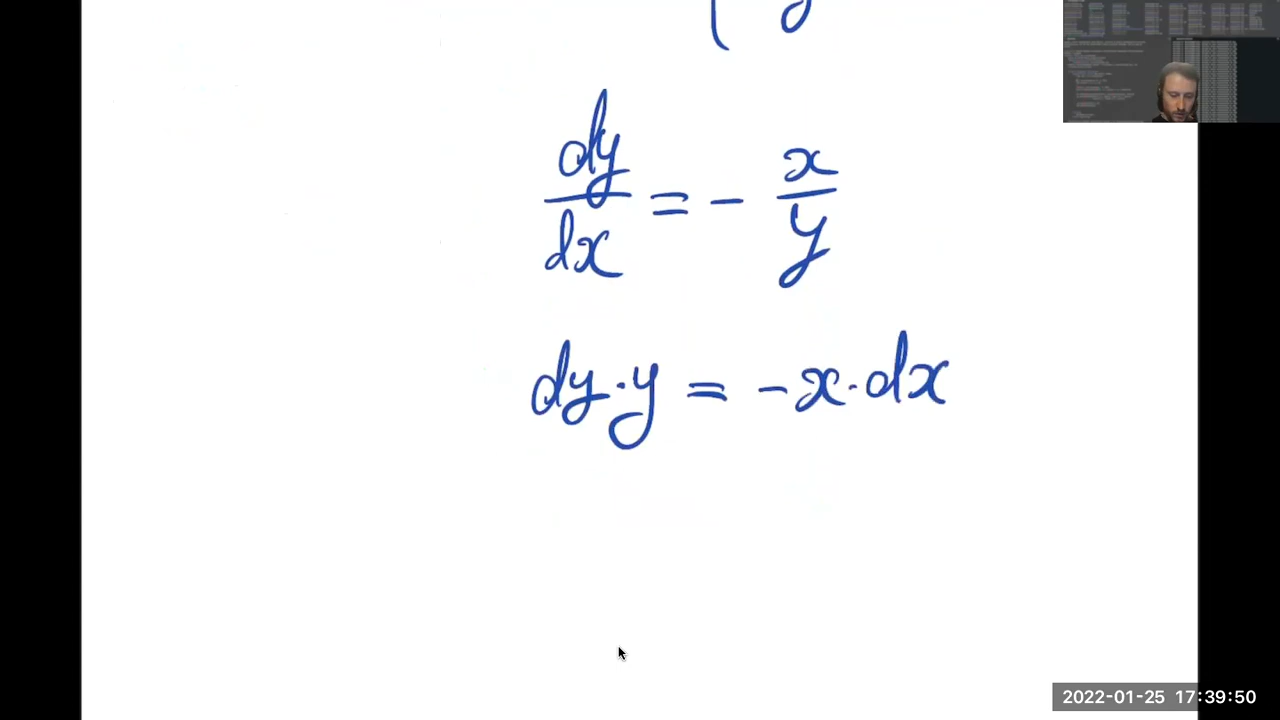 dy/dx = - x/y
dy·y = -x·dx
2022-01-25 17:39:50